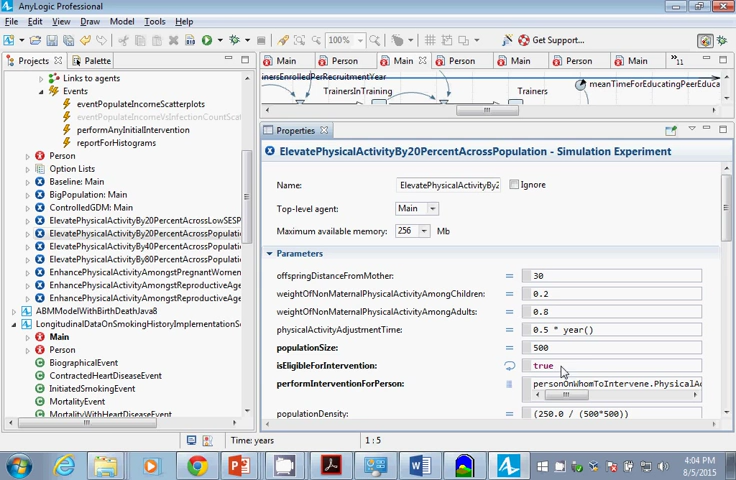 AnyLogic Professional
File Edit View Draw Model Tools Help
100%
Get Support...
Projects
Palette
Main
Person
Main
Person
Main
Person
Main
11
Links to agents
Events
eventPopulateIncomeScatterplots
eventPopulateIncomeVsInfectionCountScat
performAnyInitialIntervention
reportForHistograms
Person
Option Lists
Baseline: Main
BigPopulation: Main
ControlledGDM: Main
ElevatePhysicalActivityBy20PercentAcrossLowSESP
ElevatePhysicalActivityBy20PercentAcrossPopulati
ElevatePhysicalActivityBy40PercentAcrossPopulati
ElevatePhysicalActivityBy80PercentAcrossPopulati
EnhancePhysicalActivityAmongstPregnantWomen
EnhancePhysicalActivityAmongstReproductiveAge
EnhancePhysicalActivityAmongstReproductiveAge
ABMModelWithBirthDeathJava8
LongitudinalDataOnSmokingHistoryImplementationS
Main
Person
BiographicalEvent
ContractedHeartDiseaseEvent
InitiatedSmokingEvent
MortalityEvent
MortalityWithHeartDiseaseEvent
inersEnrolledPerRecruitmentYear
TrainersInTraining
Trainers
meanTimeForEducatingPeerEduca
Properties
ElevatePhysicalActivityBy20PercentAcrossPopulation - Simulation Experiment
Name: ElevatePhysicalActivityBy2 Ignore
Top-level agent: Main
Maximum available memory: 256 Mb
Parameters
offspringDistanceFromMother: = 30
weightOfNonMaternalPhysicalActivityAmongChildren: = 0.2
weightOfNonMaternalPhysicalActivityAmongAdults: = 0.8
physicalActivityAdjustmentTime: = 0.5 * year()
populationSize: = 500
isEligibleForIntervention: true
performInterventionForPerson: personOnWhomToIntervene.PhysicalAc
populationDensity: = (250.0 / (500*500))
Time: years
1 : 5
4:04 PM
8/5/2015